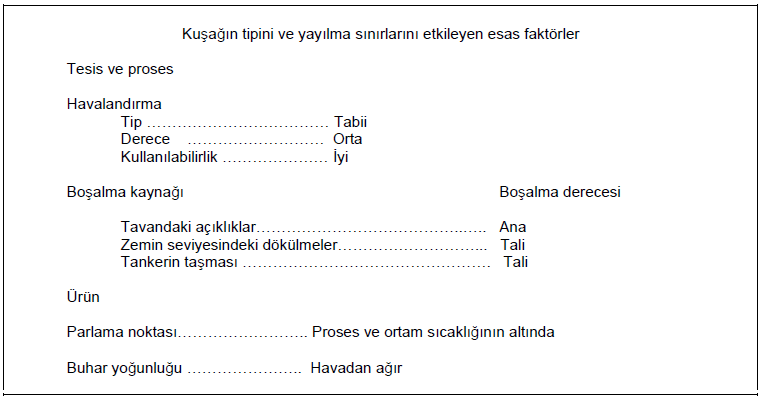 Kuşağın tipini ve yayılma sınırlarını etkileyen esas faktörler
Tesis ve proses
Havalandırma
Tip ……………………………… Tabii
Derece ……………………… Orta
Kullanılabilirlik ………………… İyi
Boşalma kaynağı Boşalma derecesi
Tavandaki açıklıklar…………………………………..….. Ana
Zemin seviyesindeki dökülmeler………………………... Tali
Tankerin taşması ………………………………………… Tali
Ürün
Parlama noktası…………………….. Proses ve ortam sıcaklığının altında
Buhar yoğunluğu ………………….. Havadan ağır